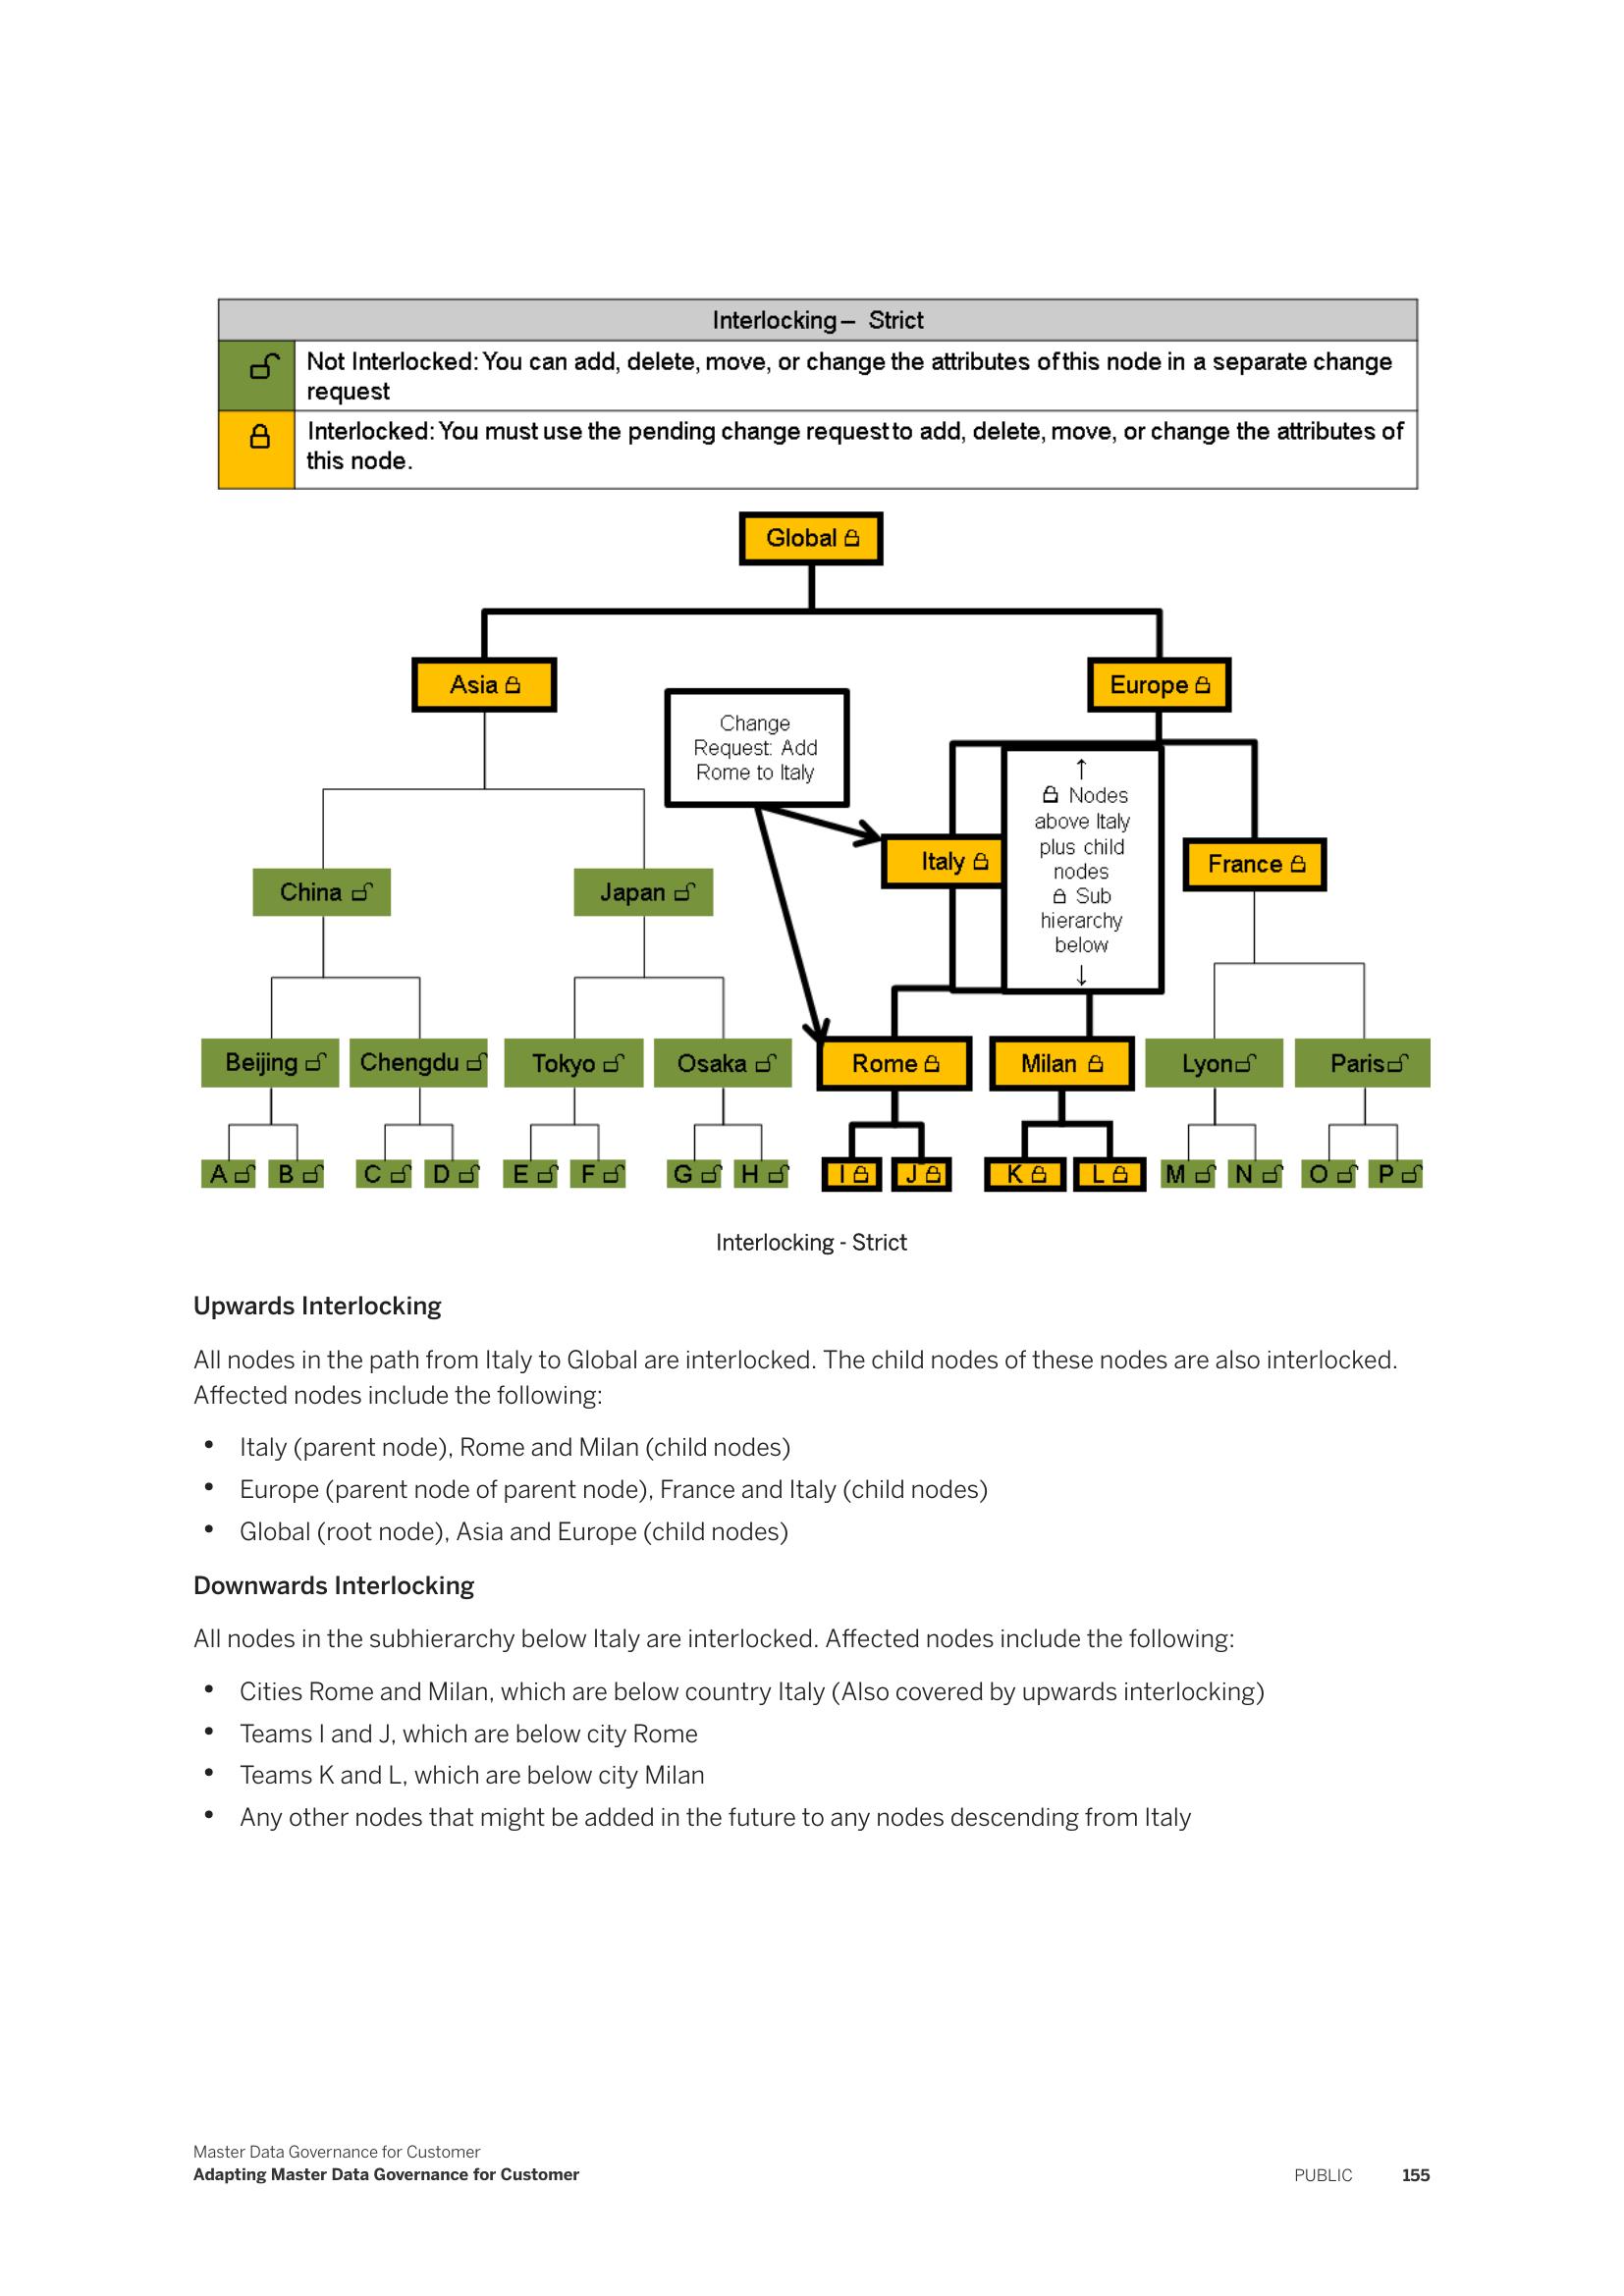 Interlocking – Strict
Not Interlocked: You can add, delete, move, or change the attributes of this node in a separate change
request
Interlocked: You must use the pending change request to add, delete, move, or change the attributes of
this node.
Global
Asia
Europe
Change
Request: Add
Rome to Italy
↑
Nodes
above Italy
plus child
nodes
Sub
hierarchy
below
↓
Italy
France
China
Japan
Beijing
Chengdu
Tokyo
Osaka
Rome
Milan
Lyon
Paris
A
B
C
D
E
F
G
H
I
J
K
L
M
N
O
P
Interlocking - Strict
Upwards Interlocking
All nodes in the path from Italy to Global are interlocked. The child nodes of these nodes are also interlocked.
Affected nodes include the following:
• Italy (parent node), Rome and Milan (child nodes)
• Europe (parent node of parent node), France and Italy (child nodes)
• Global (root node), Asia and Europe (child nodes)
Downwards Interlocking
All nodes in the subhierarchy below Italy are interlocked. Affected nodes include the following:
• Cities Rome and Milan, which are below country Italy (Also covered by upwards interlocking)
• Teams I and J, which are below city Rome
• Teams K and L, which are below city Milan
• Any other nodes that might be added in the future to any nodes descending from Italy
Master Data Governance for Customer
Adapting Master Data Governance for Customer
PUBLIC 155